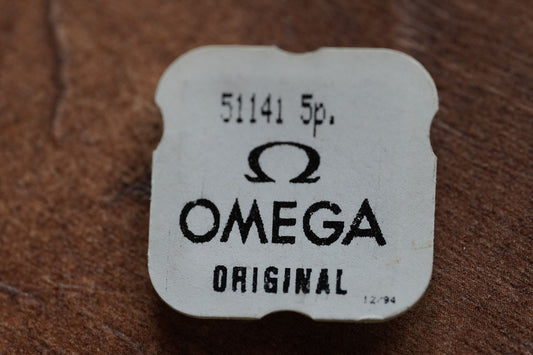 51141 5p.
Ω
OMEGA
ORIGINAL
12/94